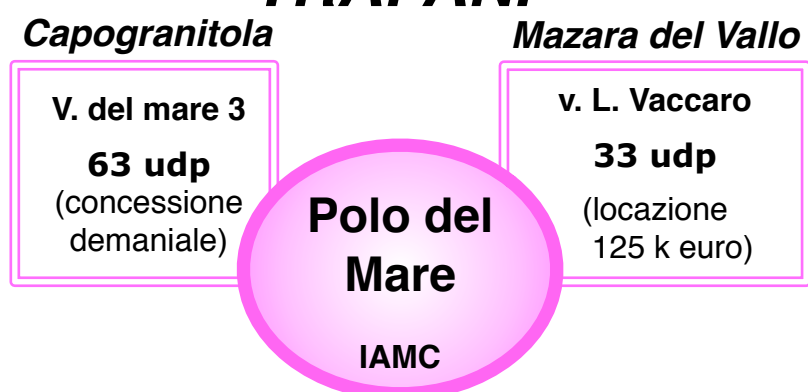 TRAPANI
Capogranitola
Mazara del Vallo
V. del mare 3
63 udp
(concessione
demaniale)
v. L. Vaccaro
33 udp
(locazione
125 k euro)
Polo del
Mare
IAMC